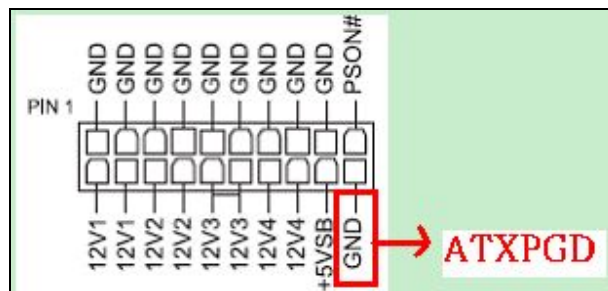 GND GND GND GND GND GND GND GND GND PSON#
PIN 1
12V1 12V1 12V2 12V2 12V3 12V3 12V4 12V4 +5VSB GND
ATXPGD